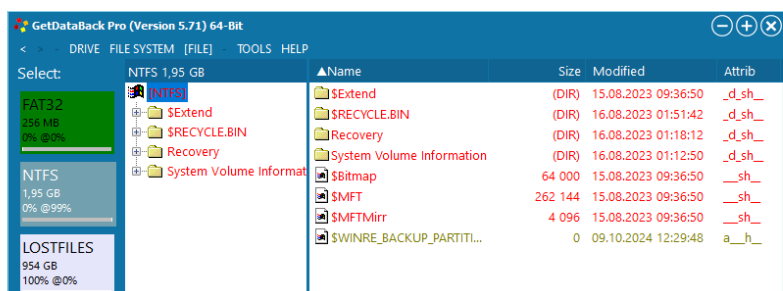 GetDataBack Pro (Version 5.71) 64-Bit
< > - DRIVE FILE SYSTEM [FILE] - TOOLS HELP
Select:
FAT32
256 MB
0% @0%
NTFS
1,95 GB
0% @99%
LOSTFILES
954 GB
100% @0%
NTFS 1,95 GB
[NTFS]
$Extend
$RECYCLE.BIN
Recovery
System Volume Informat
▲Name Size Modified Attrib
$Extend (DIR) 15.08.2023 09:36:50 _d_sh__
$RECYCLE.BIN (DIR) 16.08.2023 01:51:42 _d_sh__
Recovery (DIR) 16.08.2023 01:18:12 _d_sh__
System Volume Information (DIR) 16.08.2023 01:12:50 _d_sh__
$Bitmap 64 000 15.08.2023 09:36:50 ___sh__
$MFT 262 144 15.08.2023 09:36:50 ___sh__
$MFTMirr 4 096 15.08.2023 09:36:50 ___sh__
$WINRE_BACKUP_PARTITI... 0 09.10.2024 12:29:48 a__h__